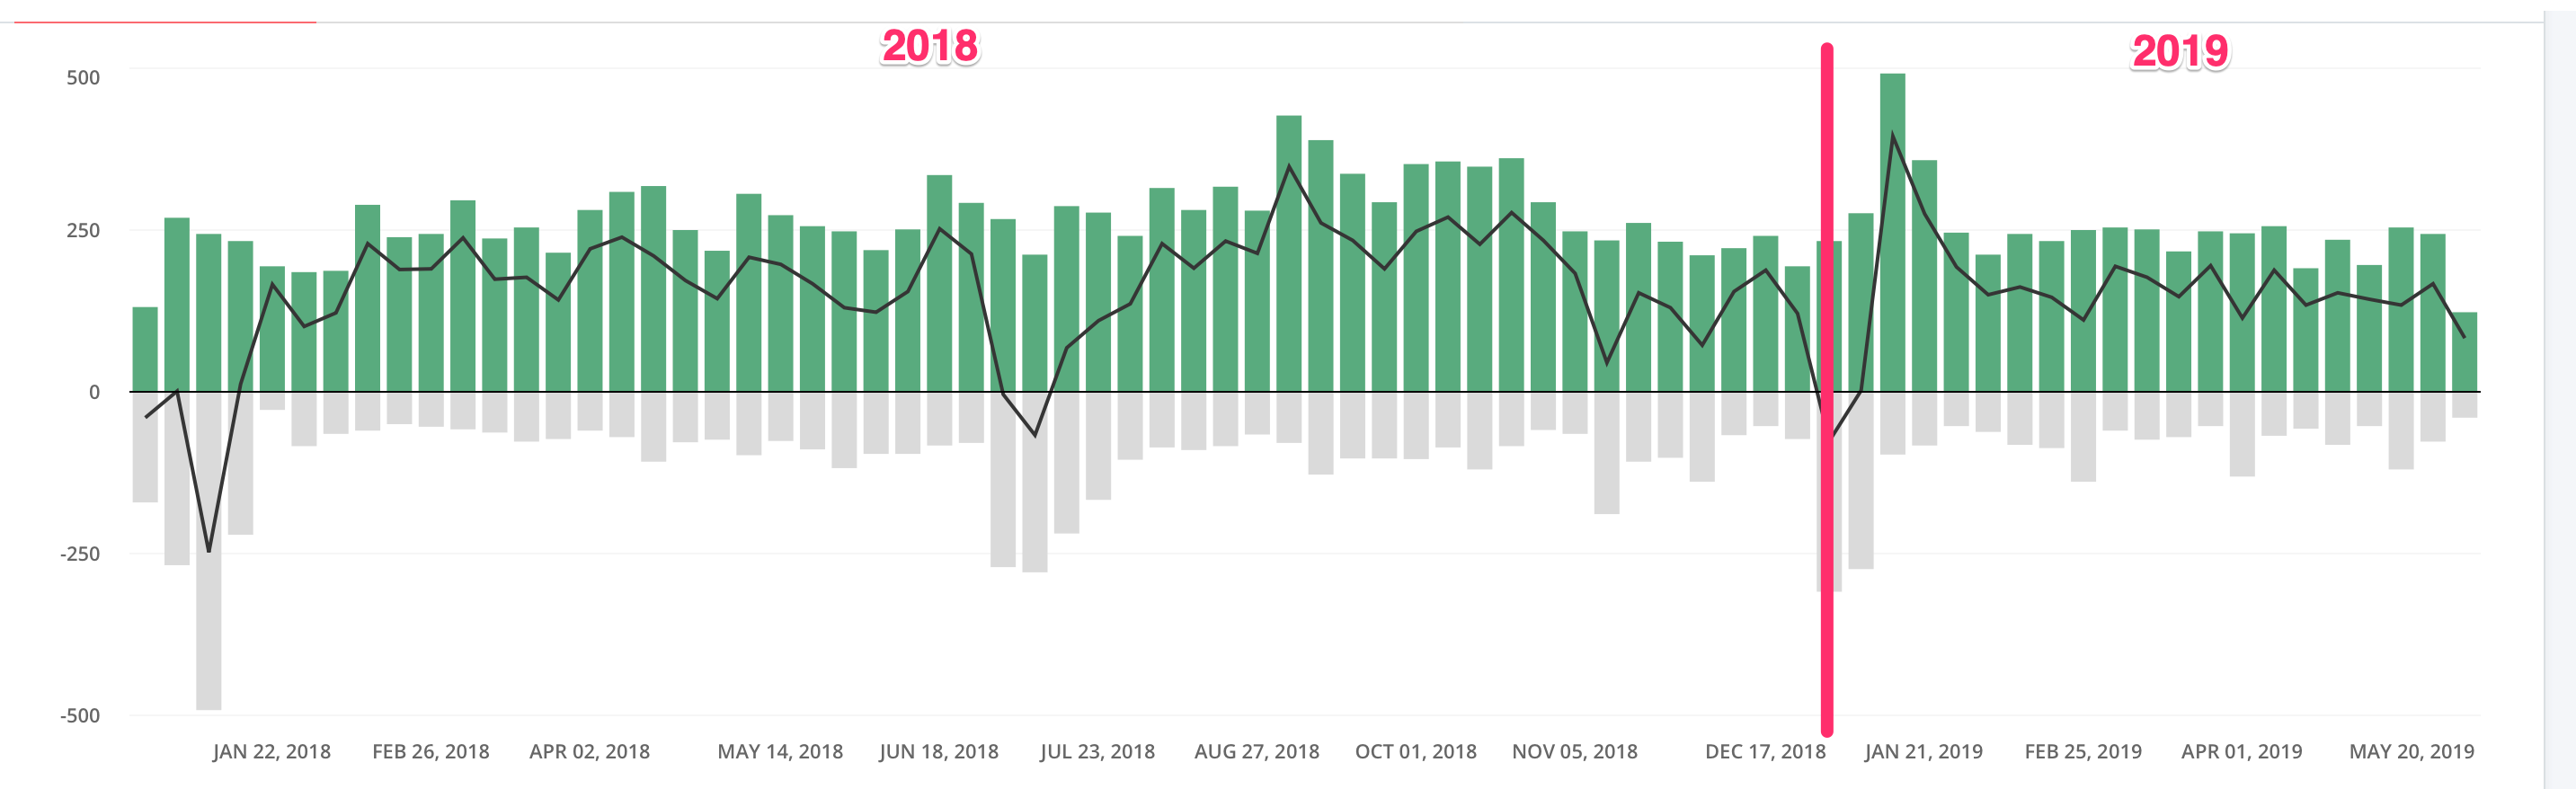 2018
2019
500
250
0
-250
-500
JAN 22, 2018
FEB 26, 2018
APR 02, 2018
MAY 14, 2018
JUN 18, 2018
JUL 23, 2018
AUG 27, 2018
OCT 01, 2018
NOV 05, 2018
DEC 17, 2018
JAN 21, 2019
FEB 25, 2019
APR 01, 2019
MAY 20, 2019